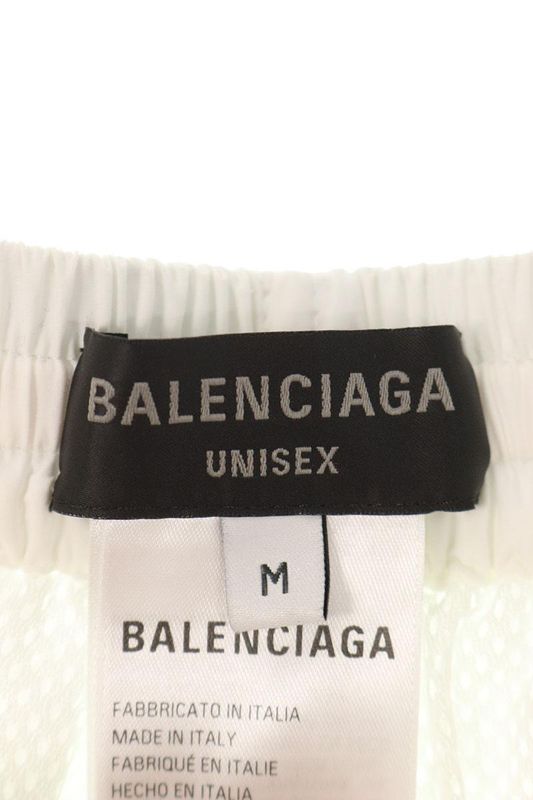 BALENCIAGA
UNISEX
M
BALENCIAGA
FABBRICATO IN ITALIA
MADE IN ITALY
FABRIQUÉ EN ITALIE
HECHO EN ITALIA